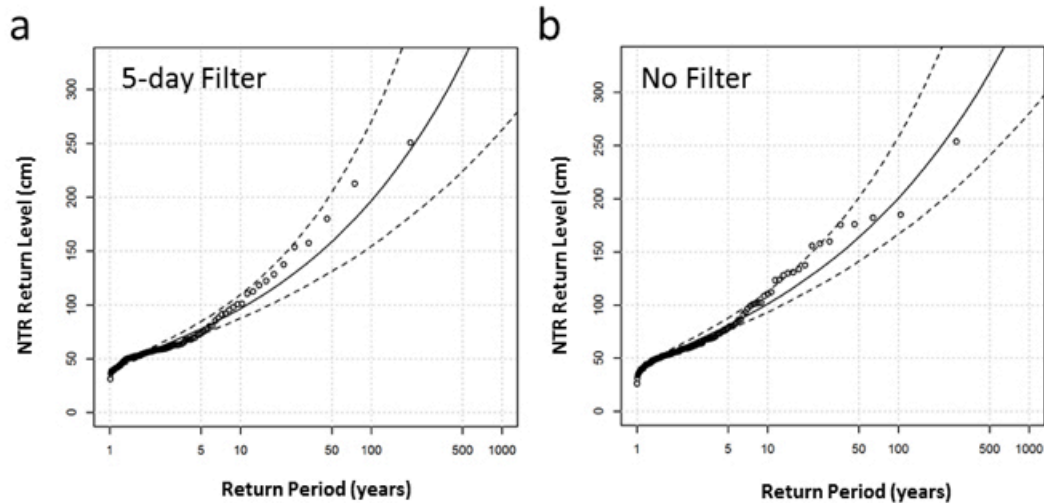 a
5-day Filter
NTR Return Level (cm)
300
250
200
150
100
50
0
1 5 10 50 100 500 1000
Return Period (years)
b
No Filter
NTR Return Level (cm)
300
250
200
150
100
50
0
1 5 10 50 100 500 1000
Return Period (years)